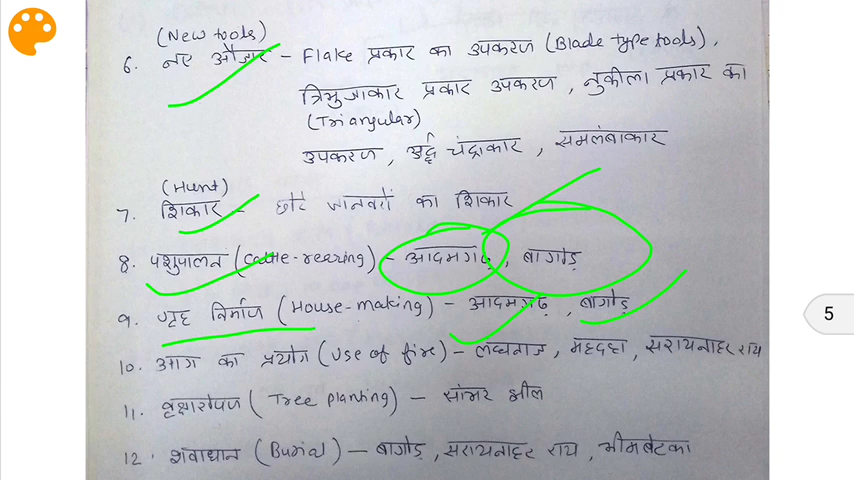 (New tools)
6. नए औजार - Flake प्रकार का उपकरण (Blade type tools),
त्रिभुजाकार प्रकार उपकरण, नुकीला प्रकार का
(Triangular)
उपकरण, अर्द्ध चंद्राकार, समलंबाकार
(Hunt)
7. शिकार - छोटे जानवरों का शिकार
8. पशुपालन (Cattle-reering) - आदमगढ़, बागोड़
9. गृह निर्माण (House-making) - आदमगढ़, बागोड़
10. आग का प्रयोग (Use of fire) - लंघनाज, महदहा, सरायनाहर राय
11. वृक्षारोपण (Tree planting) - सांभर झील
12. शवाधान (Burial) - बागोड़, सरायनाहर राय, भीमबेटका
5